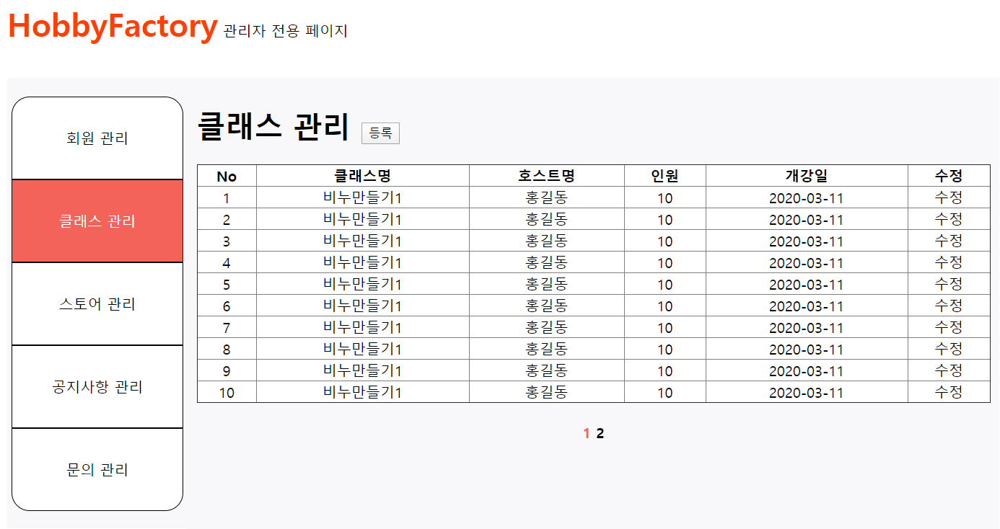 HobbyFactory 관리자 전용 페이지
회원 관리
클래스 관리
스토어 관리
공지사항 관리
문의 관리
클래스 관리 등록
No 클래스명 호스트명 인원 개강일 수정
1 비누만들기1 홍길동 10 2020-03-11 수정
2 비누만들기1 홍길동 10 2020-03-11 수정
3 비누만들기1 홍길동 10 2020-03-11 수정
4 비누만들기1 홍길동 10 2020-03-11 수정
5 비누만들기1 홍길동 10 2020-03-11 수정
6 비누만들기1 홍길동 10 2020-03-11 수정
7 비누만들기1 홍길동 10 2020-03-11 수정
8 비누만들기1 홍길동 10 2020-03-11 수정
9 비누만들기1 홍길동 10 2020-03-11 수정
10 비누만들기1 홍길동 10 2020-03-11 수정
1 2